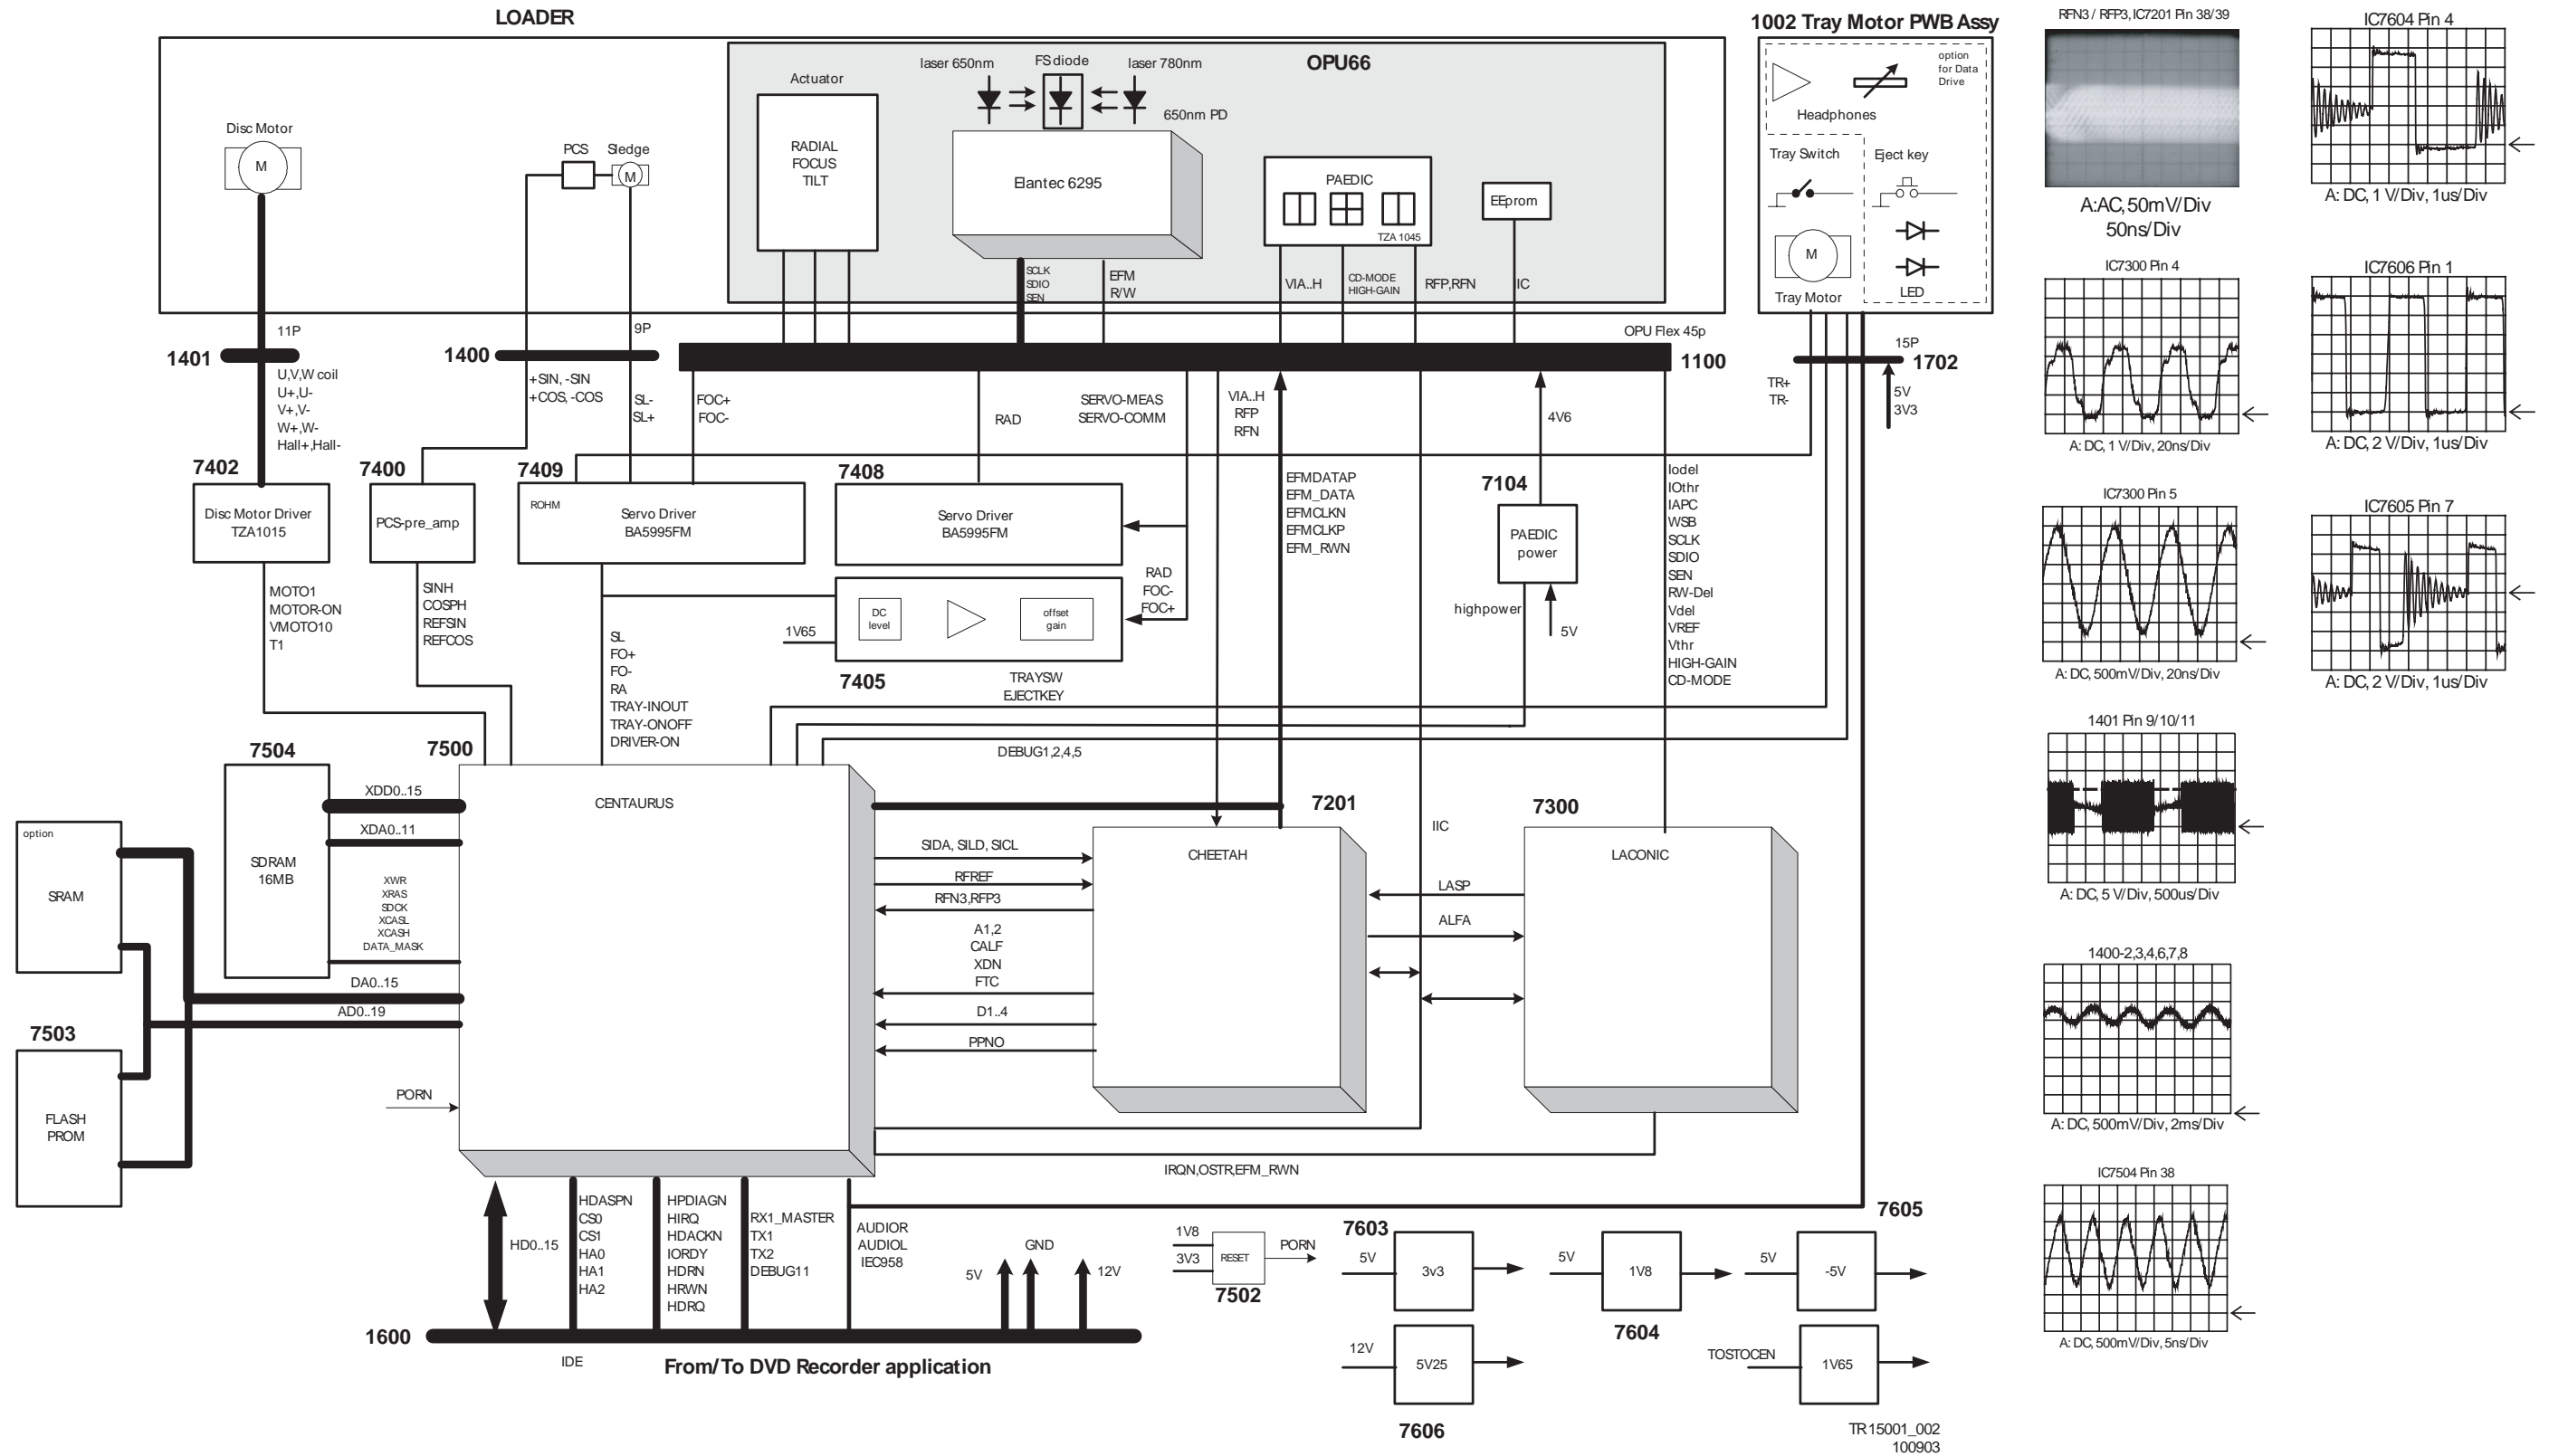 LOADER
OPU66
Disc Motor
M
PCS
Sledge
M
Actuator
RADIAL
FOCUS
TILT
laser 650nm
FS diode
laser 780nm
650nm PD
Elantec 6295
PAEDIC
TZA 1045
EEprom
SCLK
SDIO
SEN
EFM
R/W
VIA..H
CD-MODE
HIGH-GAIN
RFP,RFN
IC
1002 Tray Motor PWB Assy
option
for Data
Drive
Headphones
Tray Switch
Eject key
M
Tray Motor
LED
11P
1401
U,V,W coil
U+,U-
V+,V-
W+,W-
Hall+,Hall-
9P
1400
+SIN, -SIN
+COS, -COS
SL-
SL+
OPU Flex 45p
1100
FOC+
FOC-
RAD
SERVO-MEAS
SERVO-COMM
VIA..H
RFP
RFN
4V6
15P
1702
TR+
TR-
5V
3V3
7402
Disc Motor Driver
TZA1015
7400
PCS-pre_amp
7409
ROHM
Servo Driver
BA5995FM
7408
Servo Driver
BA5995FM
EFMDATAP
EFM_DATA
EFMCLKN
EFMCLKP
EFM_RWN
7104
PAEDIC
power
highpower
5V
Iodel
IOthr
IAPC
WSB
SCLK
SDIO
SEN
RW-Del
Vdel
VREF
Vthr
HIGH-GAIN
CD-MODE
MOTO1
MOTOR-ON
VMOTO10
T1
SINH
COSPH
REFSIN
REFCOS
SL
FO+
FO-
RA
TRAY-INOUT
TRAY-ONOFF
DRIVER-ON
1V65
DC
level
offset
gain
RAD
FOC-
FOC+
7405
TRAYSW
EJECTKEY
DEBUG1,2,4,5
7504
SDRAM
16MB
7500
CENTAURUS
XDD0..15
XDA0..11
XWR
XRAS
SDCK
XCASL
XCASH
DATA_MASK
DA0..15
AD0..19
option
SRAM
7503
FLASH
PROM
PORN
7201
CHEETAH
SIDA, SILD, SICL
RFREF
RFN3,RFP3
A1,2
CALF
XDN
FTC
D1..4
PPNO
7300
LACONIC
IIC
LASP
ALFA
IRQN,OSTR,EFM_RWN
HD0..15
HDASPN
CS0
CS1
HA0
HA1
HA2
HPDIAGN
HIRQ
HDACKN
IORDY
HDRN
HRWN
HDRQ
RX1_MASTER
TX1
TX2
DEBUG11
AUDIOR
AUDIOL
IEC958
5V
GND
12V
1600
IDE
From/To DVD Recorder application
1V8
3V3
RESET
PORN
7502
7603
5V
3v3
5V
1V8
7604
7605
5V
-5V
12V
5V25
7606
TOSTOCEN
1V65
TR 15001_002
100903
RFN3 / RFP3, IC7201 Pin 38/39
A:AC, 50mV/Div
50ns/Div
IC7604 Pin 4
A: DC, 1 V/Div, 1us/Div
IC7300 Pin 4
A: DC, 1 V/Div, 20ns/Div
IC7606 Pin 1
A: DC, 2 V/Div, 1us/Div
IC7300 Pin 5
A: DC, 500mV/Div, 20ns/Div
IC7605 Pin 7
A: DC, 2 V/Div, 1us/Div
1401 Pin 9/10/11
A: DC, 5 V/Div, 500us/Div
1400-2,3,4,6,7,8
A: DC, 500mV/Div, 2ms/Div
IC7504 Pin 38
A: DC, 500mV/Div, 5ns/Div